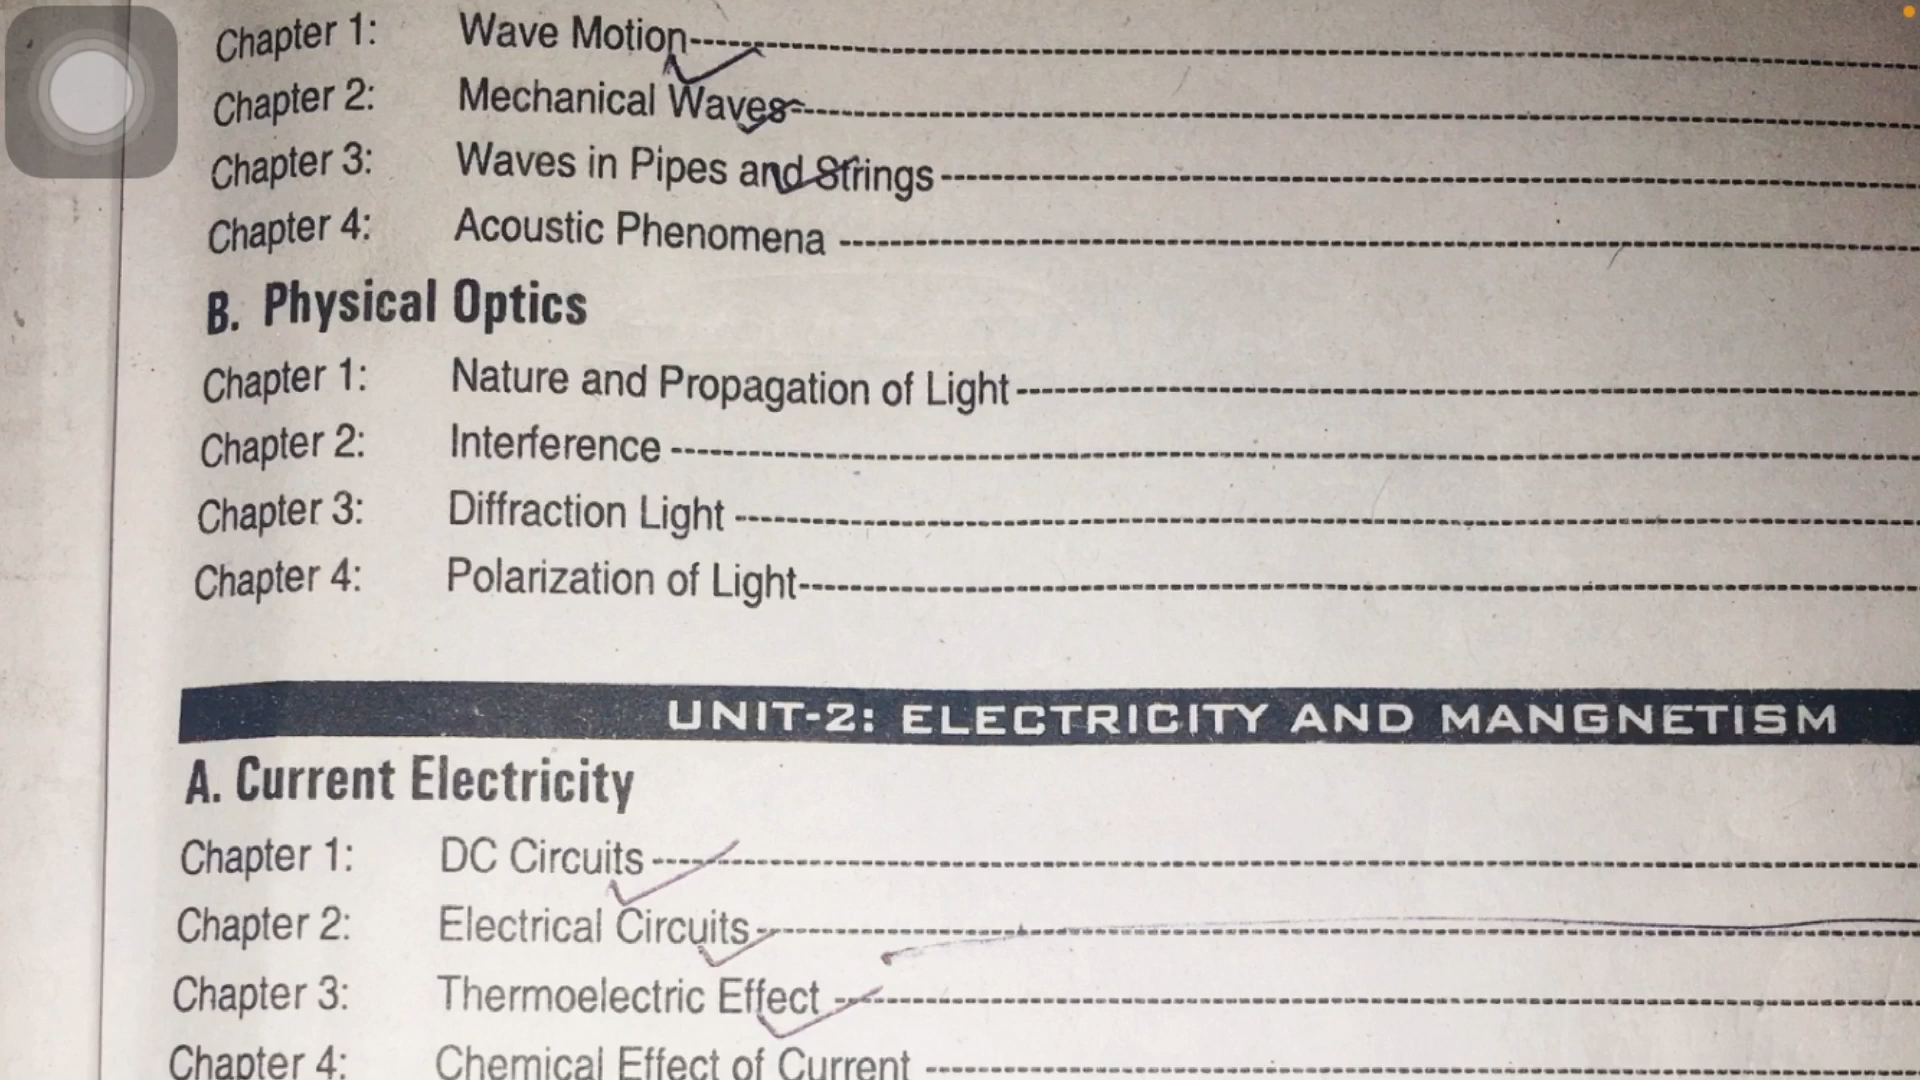 Chapter 1: Wave Motion
Chapter 2: Mechanical Waves
Chapter 3: Waves in Pipes and Strings
Chapter 4: Acoustic Phenomena
B. Physical Optics
Chapter 1: Nature and Propagation of Light
Chapter 2: Interference
Chapter 3: Diffraction Light
Chapter 4: Polarization of Light
UNIT-2: ELECTRICITY AND MANGNETISM
A. Current Electricity
Chapter 1: DC Circuits
Chapter 2: Electrical Circuits
Chapter 3: Thermoelectric Effect
Chapter 4: Chemical Effect of Current